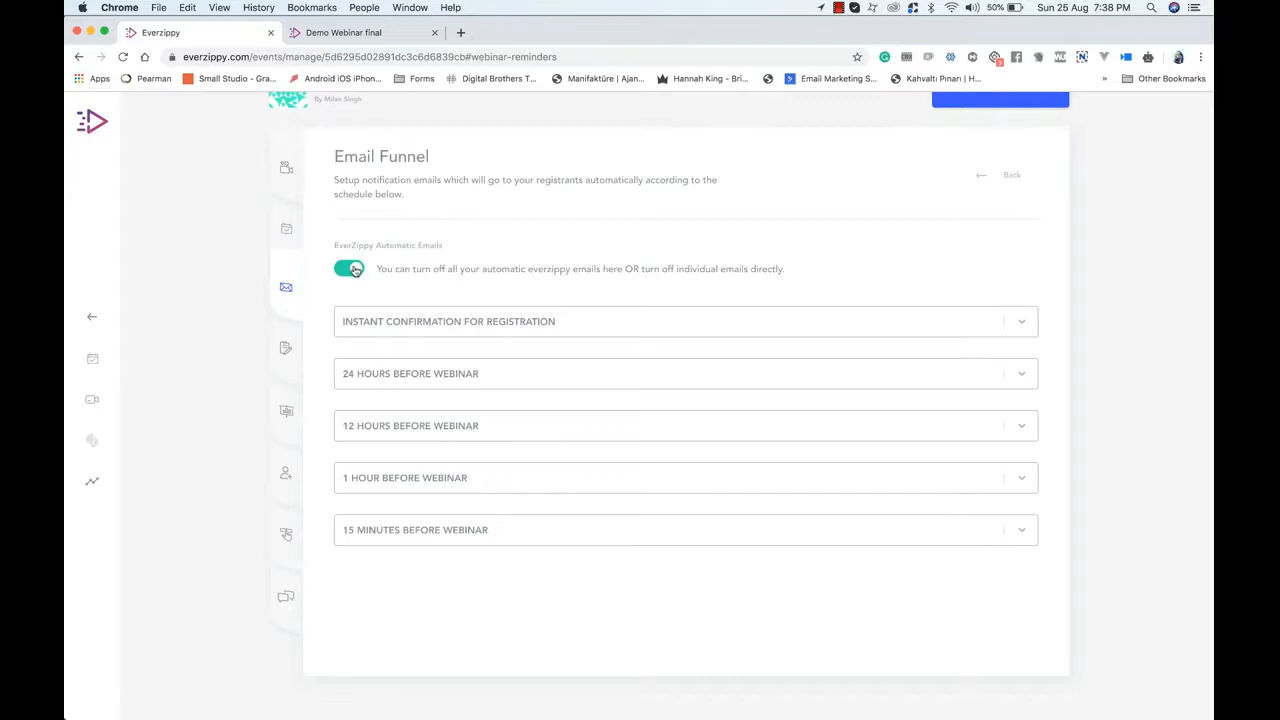 Chrome File Edit View History Bookmarks People Window Help 50% Sun 25 Aug 7:38 PM
Everzippy Demo Webinar final
everzippy.com/events/manage/5d6295d02891dc3c6d6839cb#webinar-reminders
Apps Pearman Small Studio - Gra... Android iOS iPhon... Forms Digital Brothers T... Manifaktüre | Ajan... Hannah King - Bri... Email Marketing S... Kahvaltı Pınarı | H... » Other Bookmarks
By Milan Singh
Email Funnel
Setup notification emails which will go to your registrants automatically according to the
schedule below.
Back
EverZippy Automatic Emails
You can turn off all your automatic everzippy emails here OR turn off individual emails directly.
INSTANT CONFIRMATION FOR REGISTRATION
24 HOURS BEFORE WEBINAR
12 HOURS BEFORE WEBINAR
1 HOUR BEFORE WEBINAR
15 MINUTES BEFORE WEBINAR